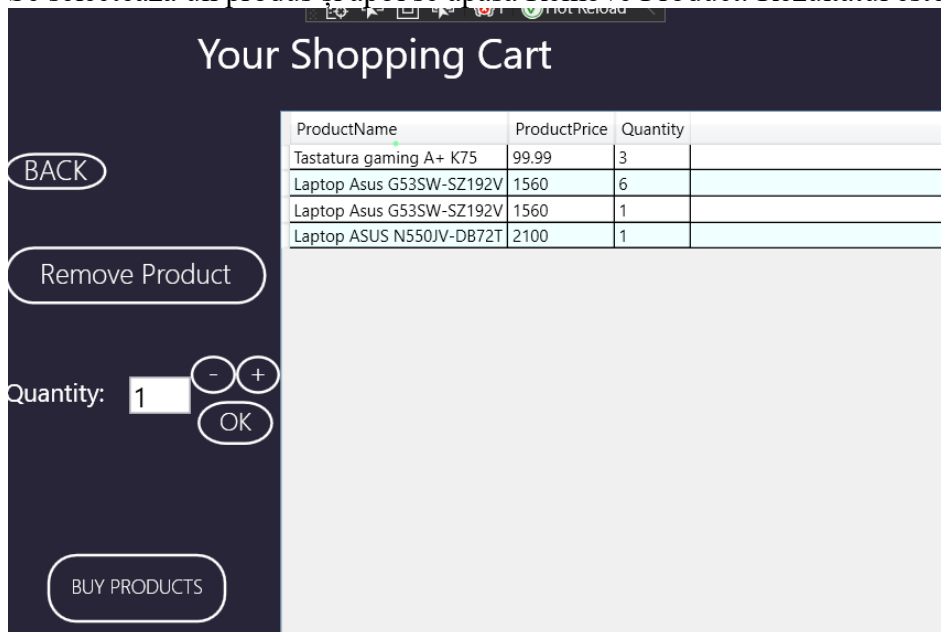 Your Shopping Cart
ProductName ProductPrice Quantity
Tastatura gaming A+ K75 99.99 3
Laptop Asus G53SW-SZ192V 1560 6
Laptop Asus G53SW-SZ192V 1560 1
Laptop ASUS N550JV-DB72T 2100 1
BACK
Remove Product
Quantity: 1 - +
OK
BUY PRODUCTS